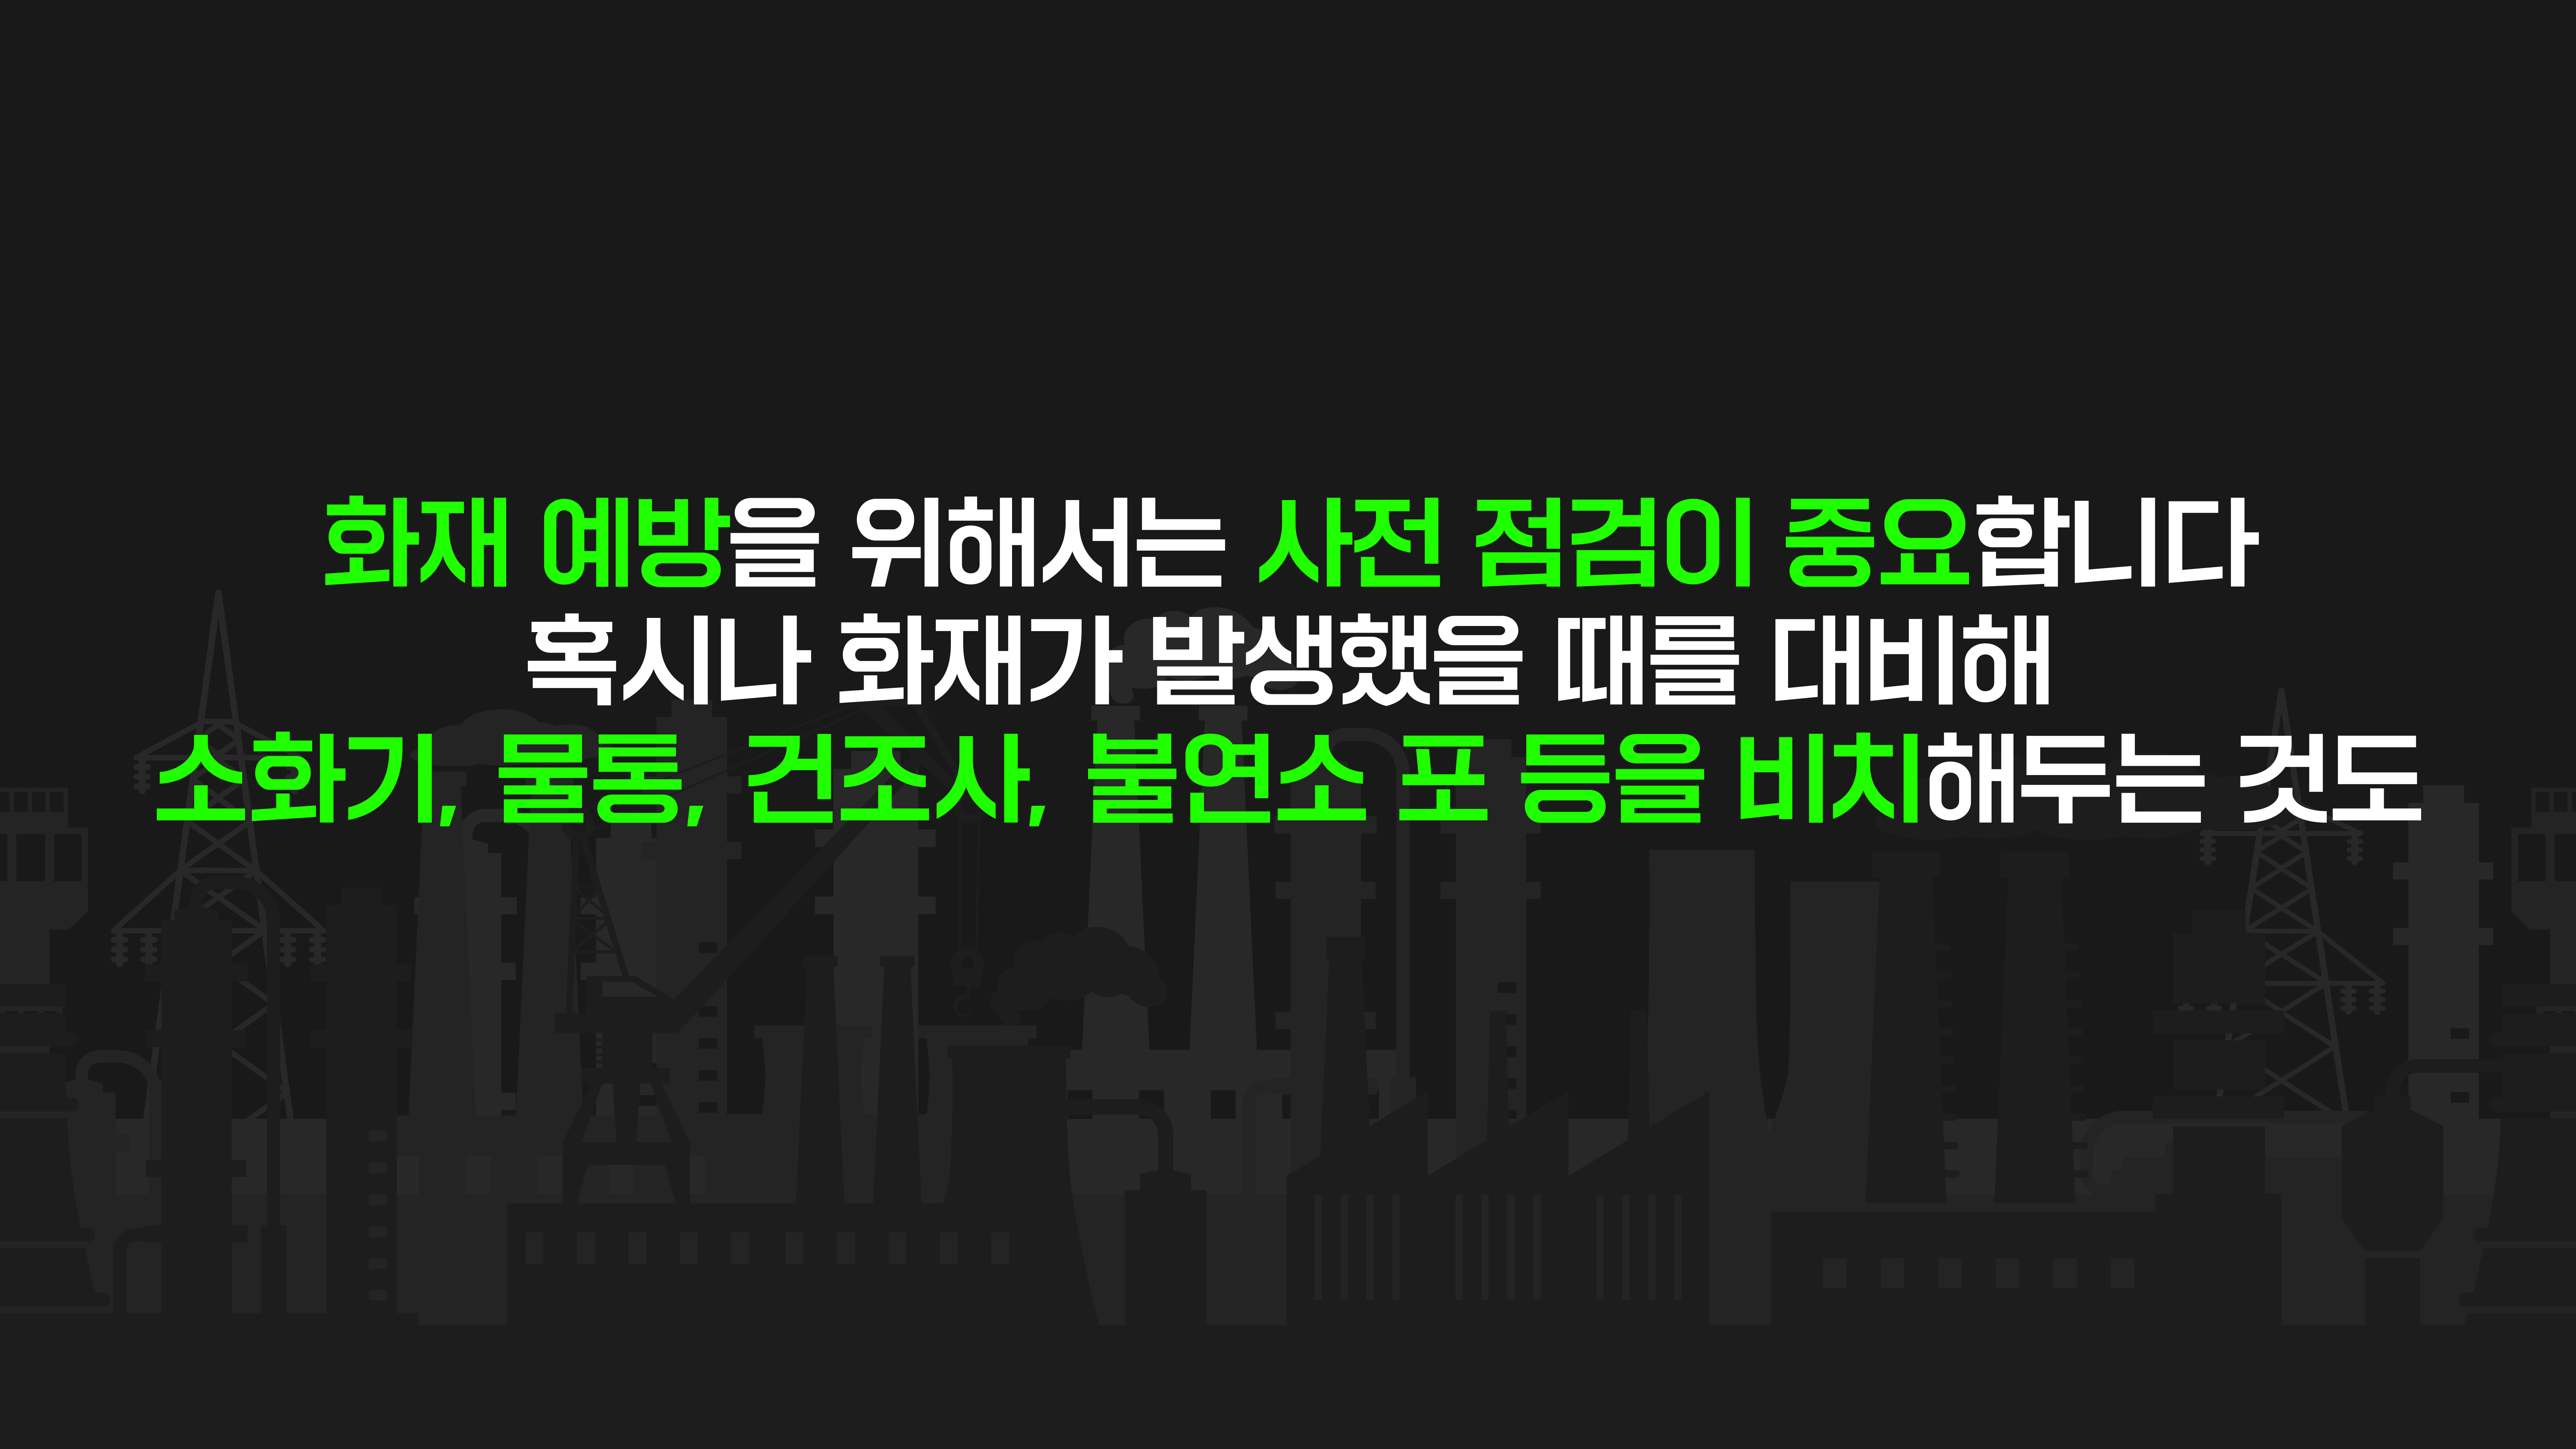 화재 예방을 위해서는 사전 점검이 중요합니다
혹시나 화재가 발생했을 때를 대비해
소화기, 물통, 건조사, 불연소 포 등을 비치해두는 것도